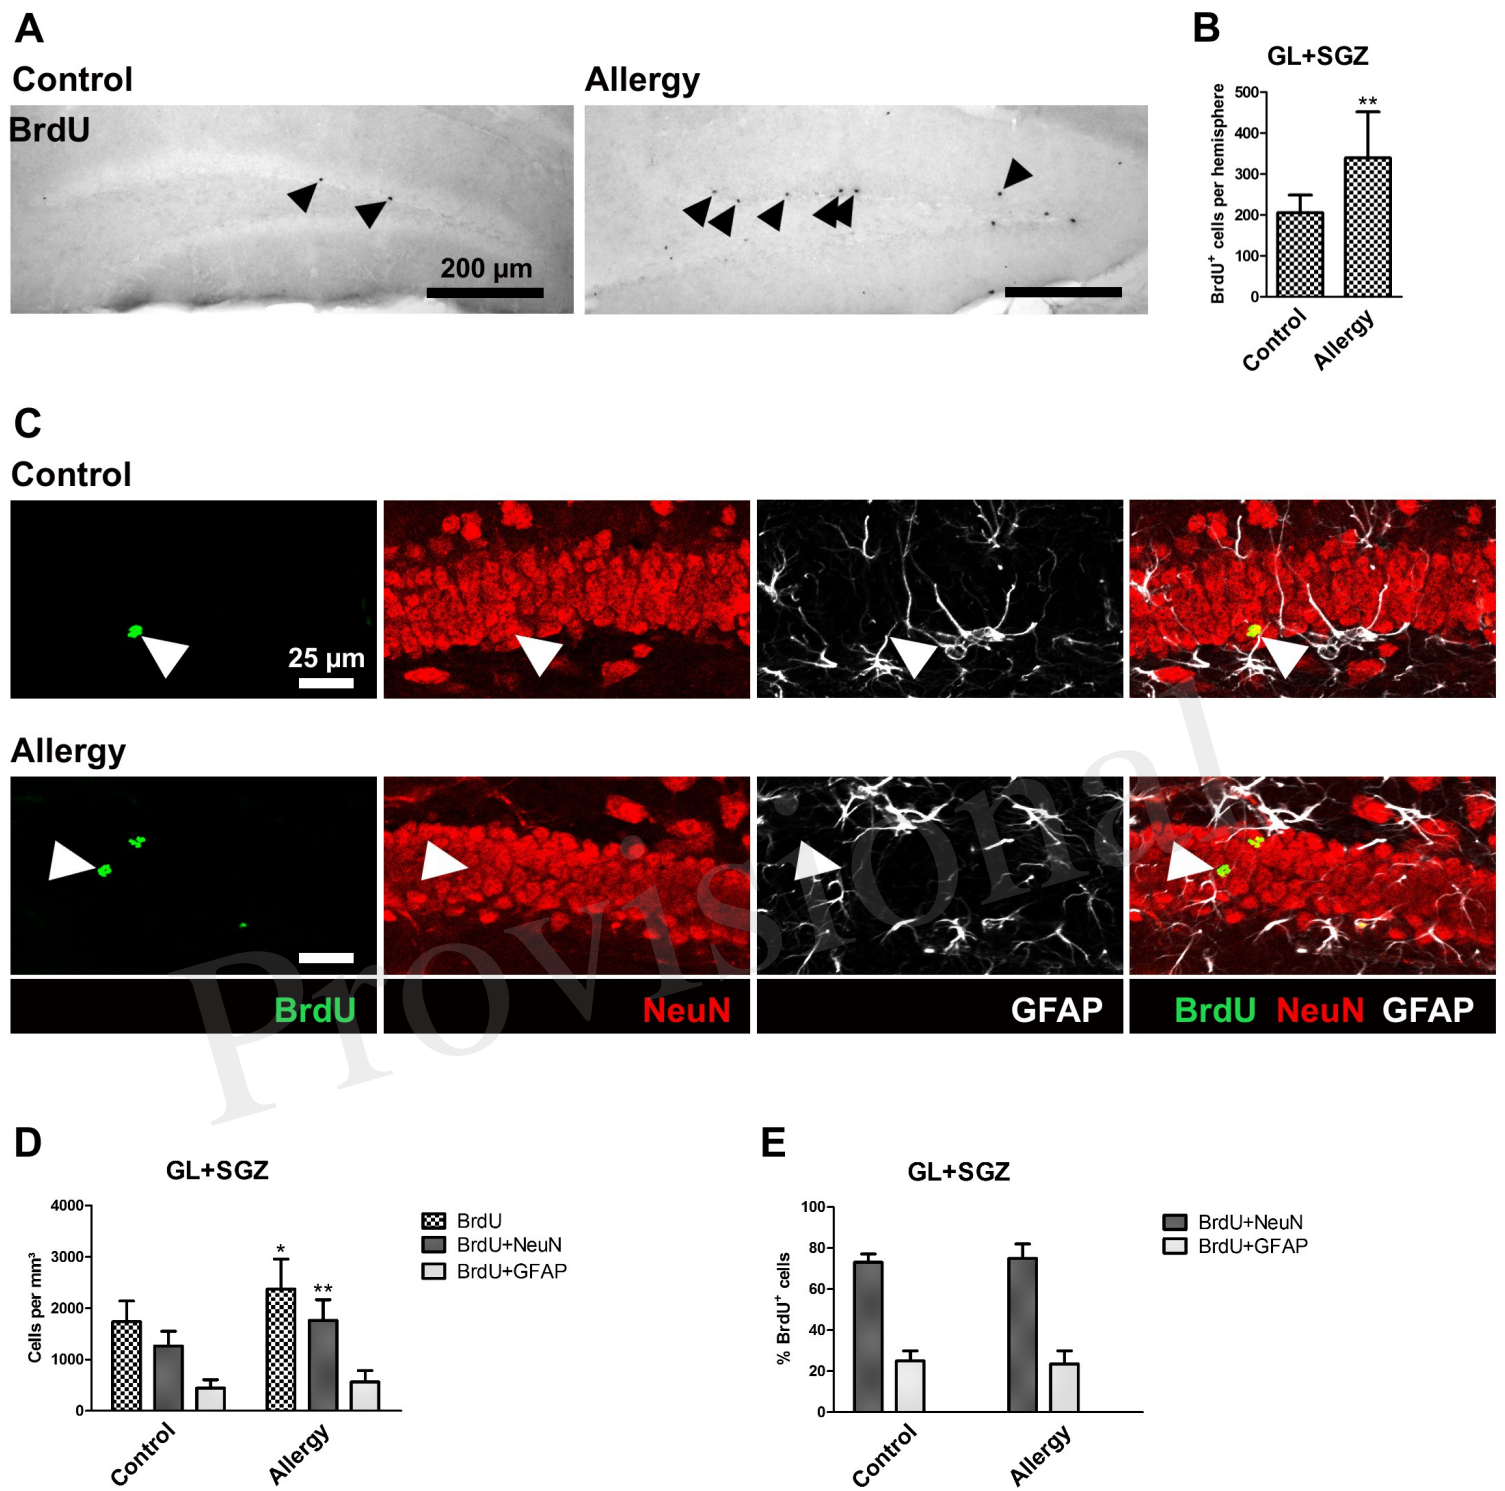 A
Control
Allergy
BrdU
200 µm
B
GL+SGZ
BrdU+ cells per hemisphere
500
**
400
300
200
100
0
Control
Allergy
C
Control
25 µm
Allergy
BrdU
NeuN
GFAP
BrdU NeuN GFAP
Provisional
D
GL+SGZ
Cells per mm³
4000
3000
2000
1000
0
*
**
Control
Allergy
BrdU
BrdU+NeuN
BrdU+GFAP
E
GL+SGZ
% BrdU+ cells
100
80
60
40
20
0
Control
Allergy
BrdU+NeuN
BrdU+GFAP